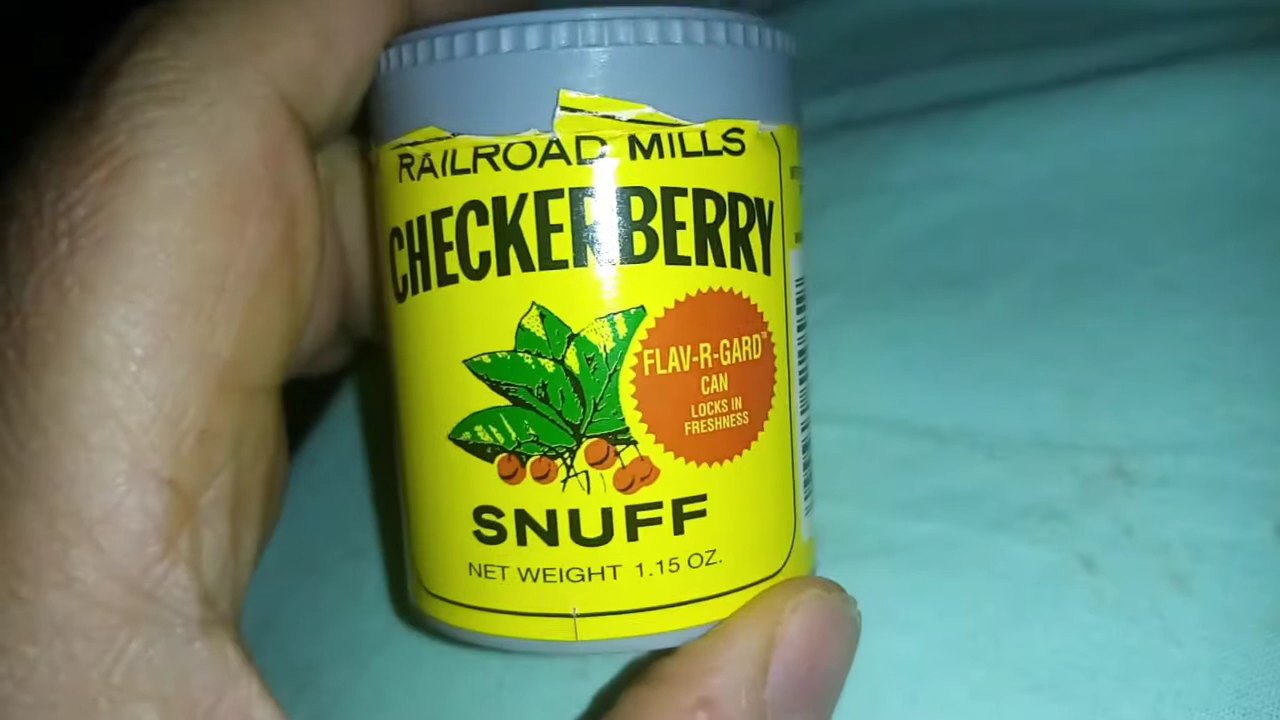 RAILROAD MILLS
CHECKERBERRY
FLAV-R-GARD™
CAN
LOCKS IN
FRESHNESS
SNUFF
NET WEIGHT 1.15 OZ.